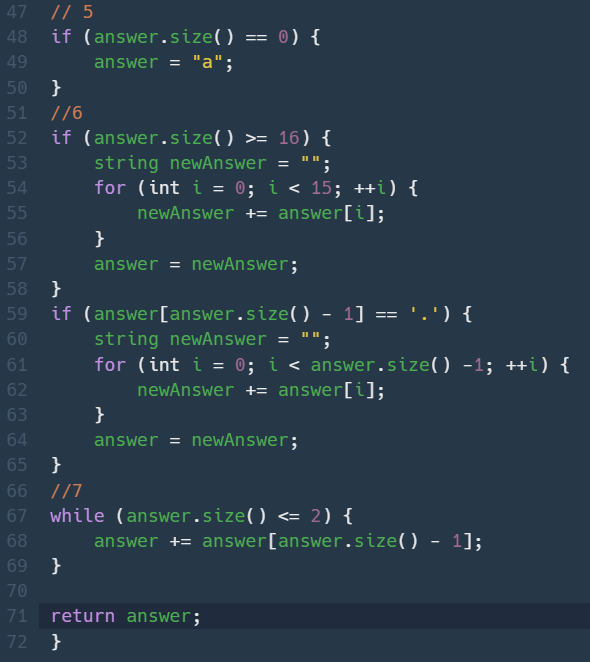 47 // 5
48 if (answer.size() == 0) {
49     answer = "a";
50 }
51 //6
52 if (answer.size() >= 16) {
53     string newAnswer = "";
54     for (int i = 0; i < 15; ++i) {
55         newAnswer += answer[i];
56     }
57     answer = newAnswer;
58 }
59 if (answer[answer.size() - 1] == '.') {
60     string newAnswer = "";
61     for (int i = 0; i < answer.size() -1; ++i) {
62         newAnswer += answer[i];
63     }
64     answer = newAnswer;
65 }
66 //7
67 while (answer.size() <= 2) {
68     answer += answer[answer.size() - 1];
69 }
70
71 return answer;
72 }